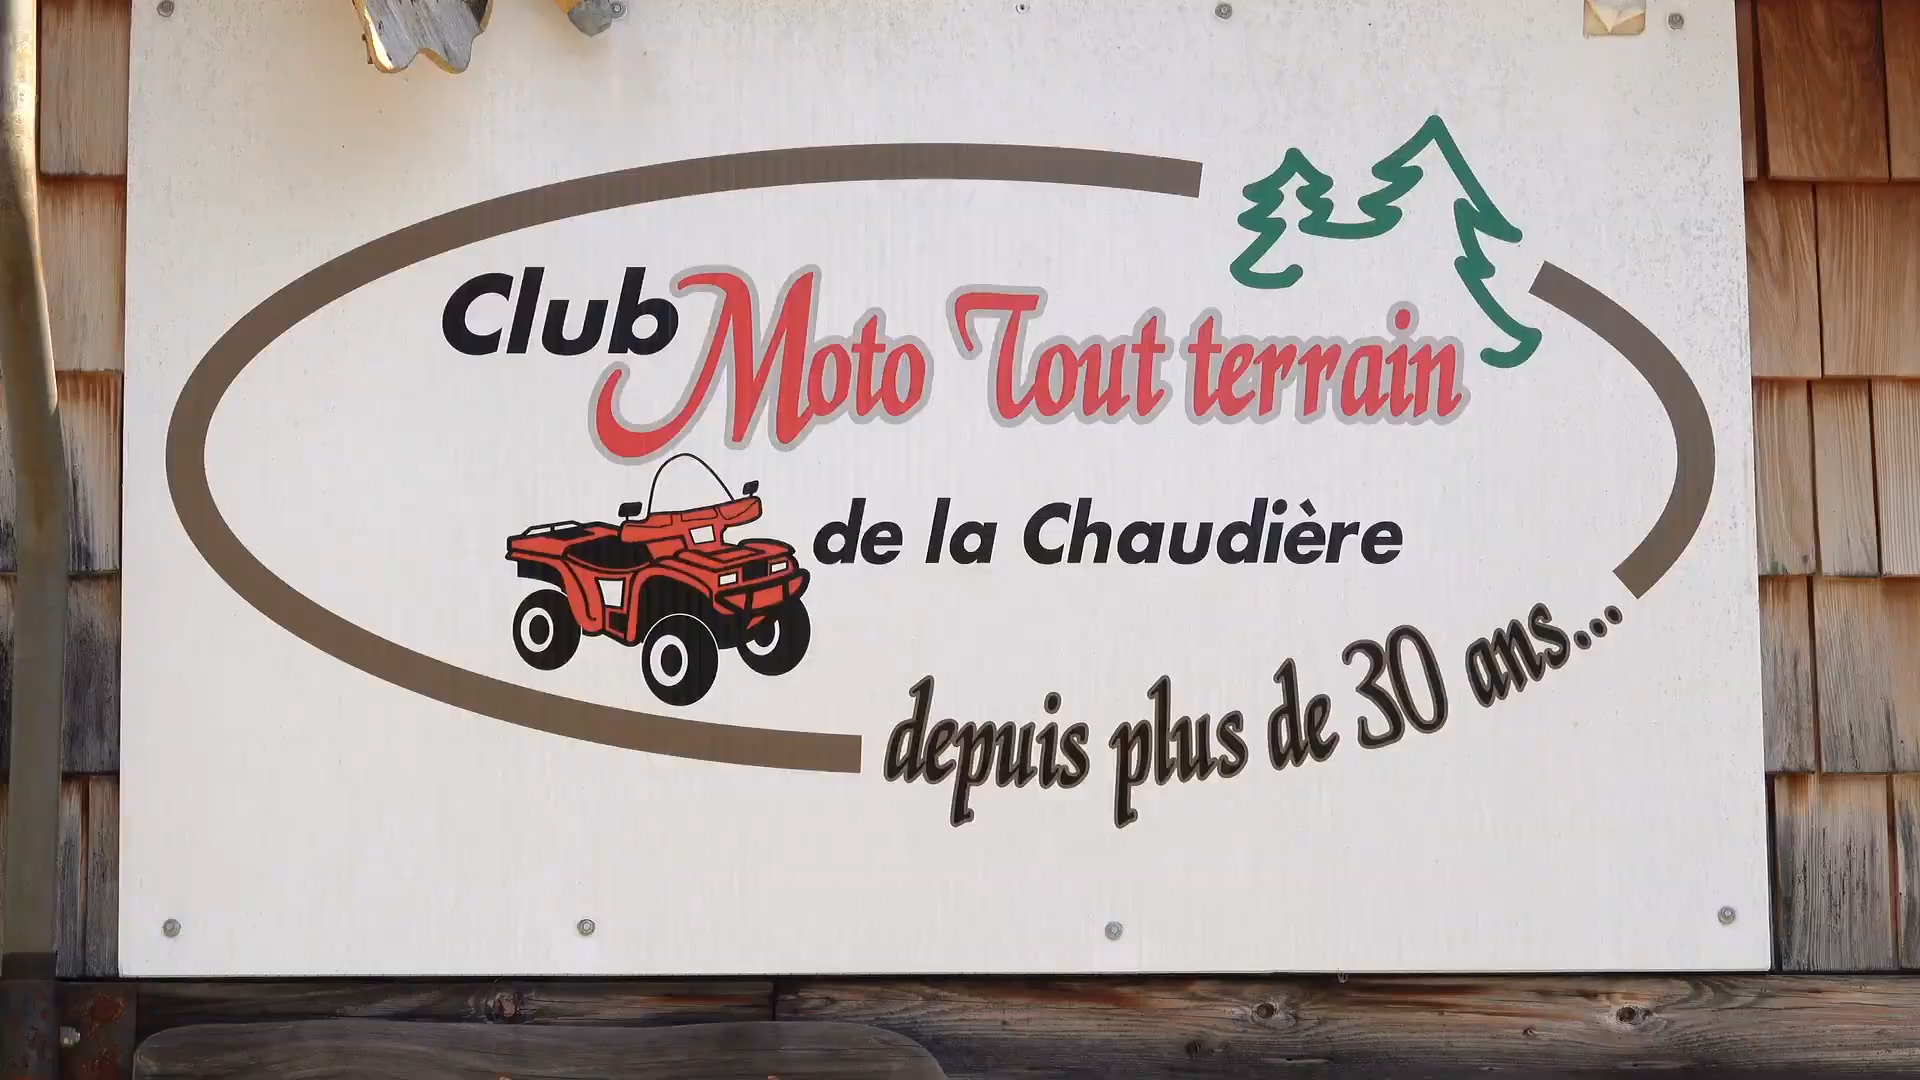 Club Moto Tout terrain
de la Chaudière
depuis plus de 30 ans...